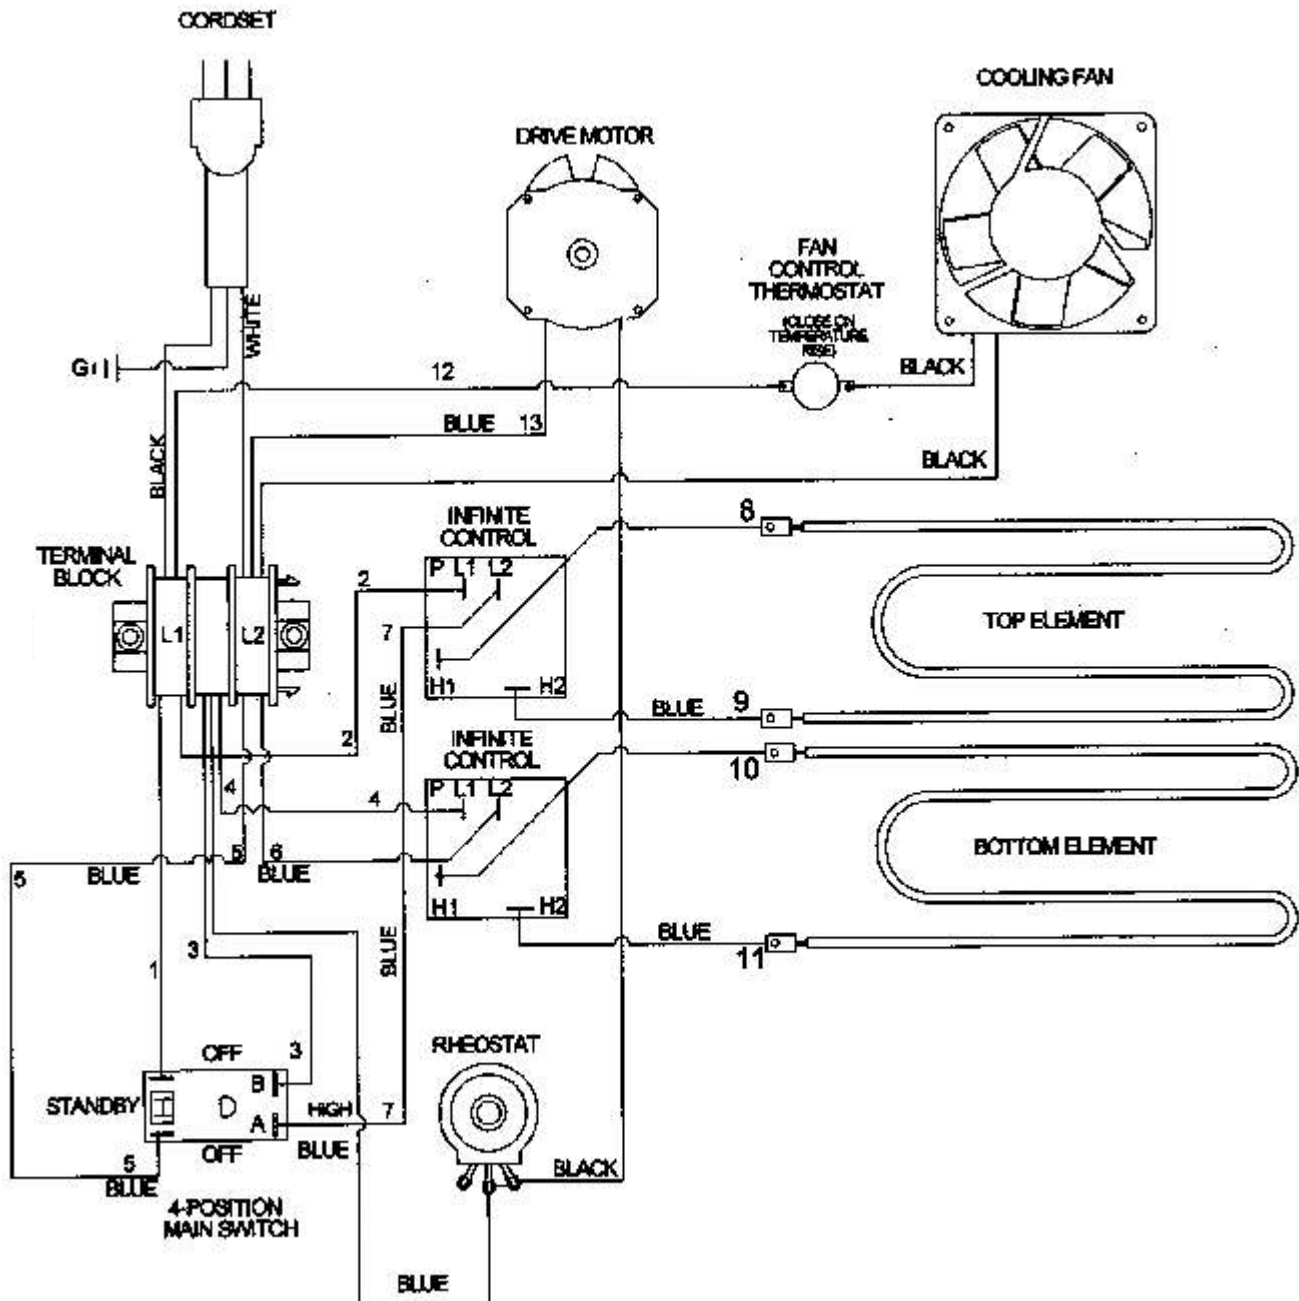 CORDSET
COOLING FAN
DRIVE MOTOR
FAN
CONTROL
THERMOSTAT
(CLOSE ON
TEMPERATURE
RISE)
WHITE
BLACK
12
BLUE 13
BLACK
BLACK
INFINITE
CONTROL
8
TERMINAL
BLOCK
2
P L1 L2
TOP ELEMENT
L1
L2
7
H1
H2
BLUE
BLUE
9
2
INFINITE
CONTROL
10
4
P L1 L2
4
5
6
BLUE
BLUE
5
BOTTOM ELEMENT
H1
H2
BLUE
11
BLUE
3
1
RHEOSTAT
OFF
3
B
STANDBY
A
HIGH
7
BLUE
OFF
5
BLUE
BLACK
4-POSITION
MAIN SWITCH
BLUE